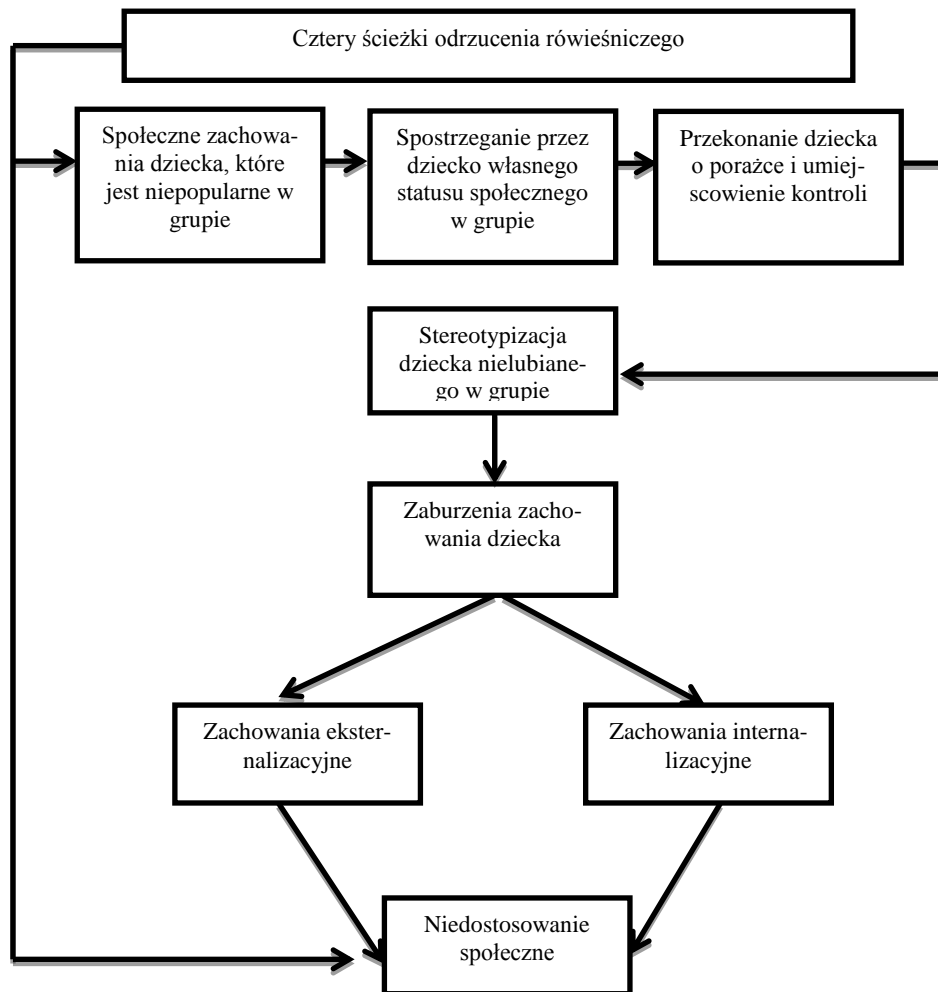 Cztery ścieżki odrzucenia rówieśniczego
Społeczne zachowa-
nia dziecka, które
jest niepopularne w
grupie
Spostrzeganie przez
dziecko własnego
statusu społecznego
w grupie
Przekonanie dziecka
o porażce i umiej-
scowienie kontroli
Stereotypizacja
dziecka nielubiane-
go w grupie
Zaburzenia zacho-
wania dziecka
Zachowania ekster-
nalizacyjne
Zachowania interna-
lizacyjne
Niedostosowanie
społeczne